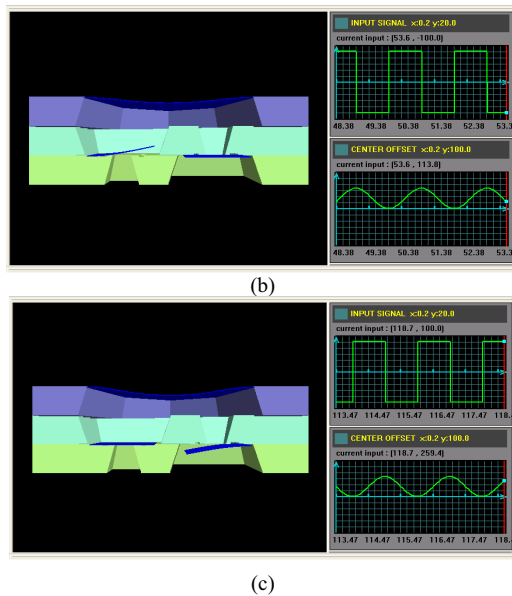 INPUT SIGNAL x:0.2 y:20.0
current input : [53.6 , -100.0]
48.38 49.38 50.38 51.38 52.38 53.3
CENTER OFFSET x:0.2 y:100.0
current input : [53.6 , 113.8]
48.38 49.38 50.38 51.38 52.38 53.3
(b)
INPUT SIGNAL x:0.2 y:20.0
current input : [118.7 , 100.0]
113.47 114.47 115.47 116.47 117.47 118.4
CENTER OFFSET x:0.2 y:100.0
current input : [118.7 , 259.4]
113.47 114.47 115.47 116.47 117.47 118.4
(c)